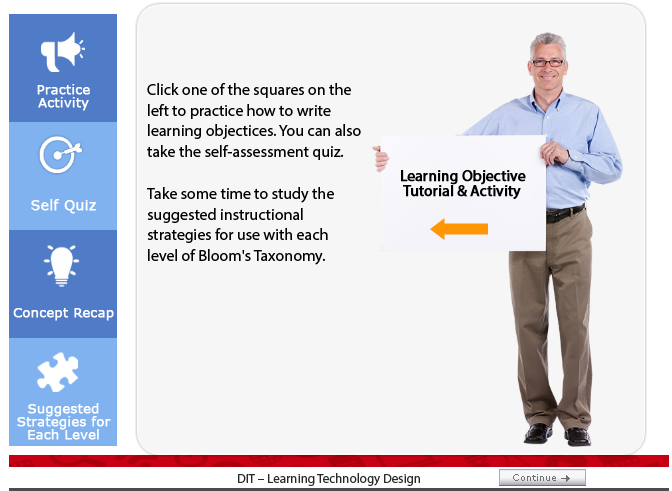 Practice
Activity
Self Quiz
Concept Recap
Suggested
Strategies for
Each Level
Click one of the squares on the
left to practice how to write
learning objectices. You can also
take the self-assessment quiz.
Take some time to study the
suggested instructional
strategies for use with each
level of Bloom's Taxonomy.
Learning Objective
Tutorial & Activity
DIT – Learning Technology Design
Continue